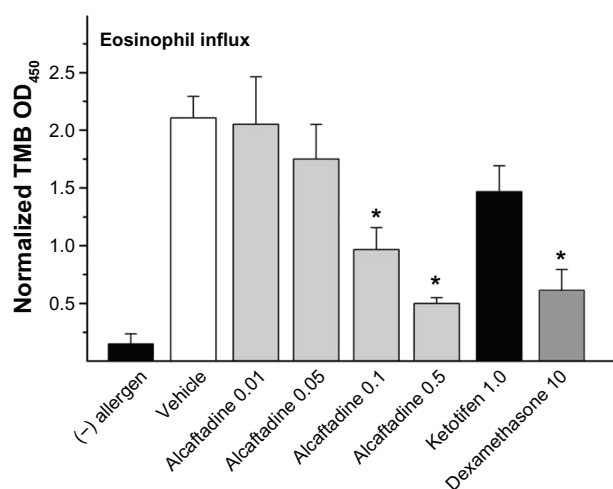 Eosinophil influx
Normalized TMB OD450
2.5
2.0
1.5
1.0
0.5
*
*
*
(−) allergen
Vehicle
Alcaftadine 0.01
Alcaftadine 0.05
Alcaftadine 0.1
Alcaftadine 0.5
Ketotifen 1.0
Dexamethasone 10